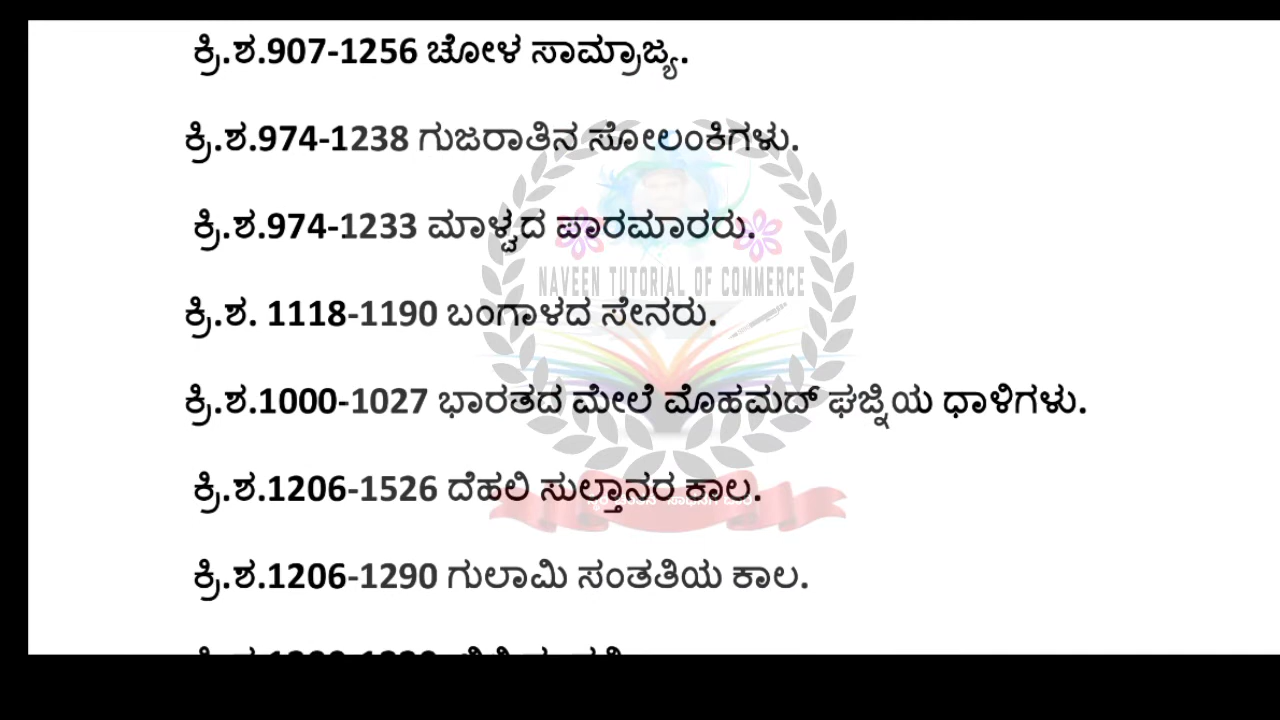 ಕ್ರಿ.ಶ.907-1256 ಚೋಳ ಸಾಮ್ರಾಜ್ಯ.
ಕ್ರಿ.ಶ.974-1238 ಗುಜರಾತಿನ ಸೋಲಂಕಿಗಳು.
ಕ್ರಿ.ಶ.974-1233 ಮಾಳ್ವದ ಪಾರಮಾರರು.
NAVEEN TUTORIAL OF COMMERCE
ಕ್ರಿ.ಶ. 1118-1190 ಬಂಗಾಳದ ಸೇನರು.
ಕ್ರಿ.ಶ.1000-1027 ಭಾರತದ ಮೇಲೆ ಮೊಹಮದ್ ಘಜ್ನಿಯ ಧಾಳಿಗಳು.
ಕ್ರಿ.ಶ.1206-1526 ದೆಹಲಿ ಸುಲ್ತಾನರ ಕಾಲ.
ಕ್ರಿ.ಶ.1206-1290 ಗುಲಾಮಿ ಸಂತತಿಯ ಕಾಲ.